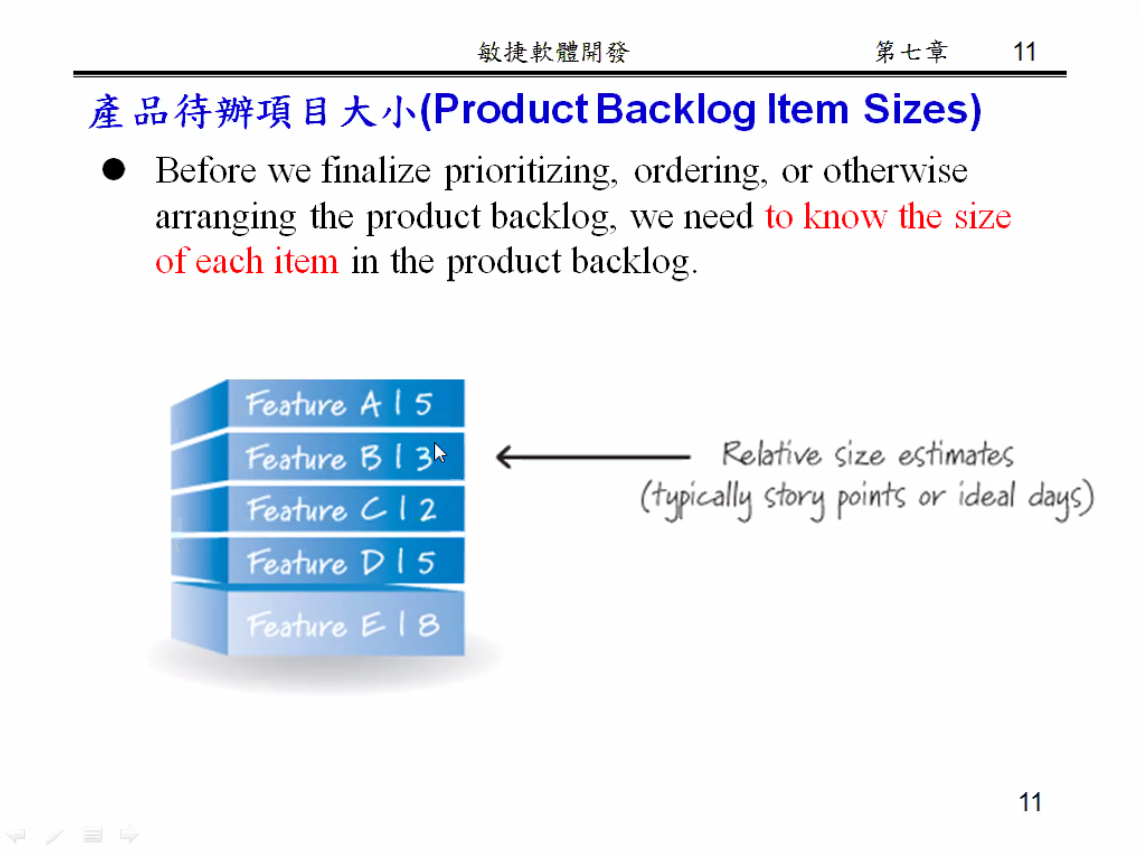 敏捷軟體開發 第七章 11
產品待辦項目大小(Product Backlog Item Sizes)
● Before we finalize prioritizing, ordering, or otherwise
arranging the product backlog, we need to know the size
of each item in the product backlog.
Feature A | 5
Feature B | 3
Feature C | 2
Feature D | 5
Feature E | 8
Relative size estimates
(typically story points or ideal days)
11